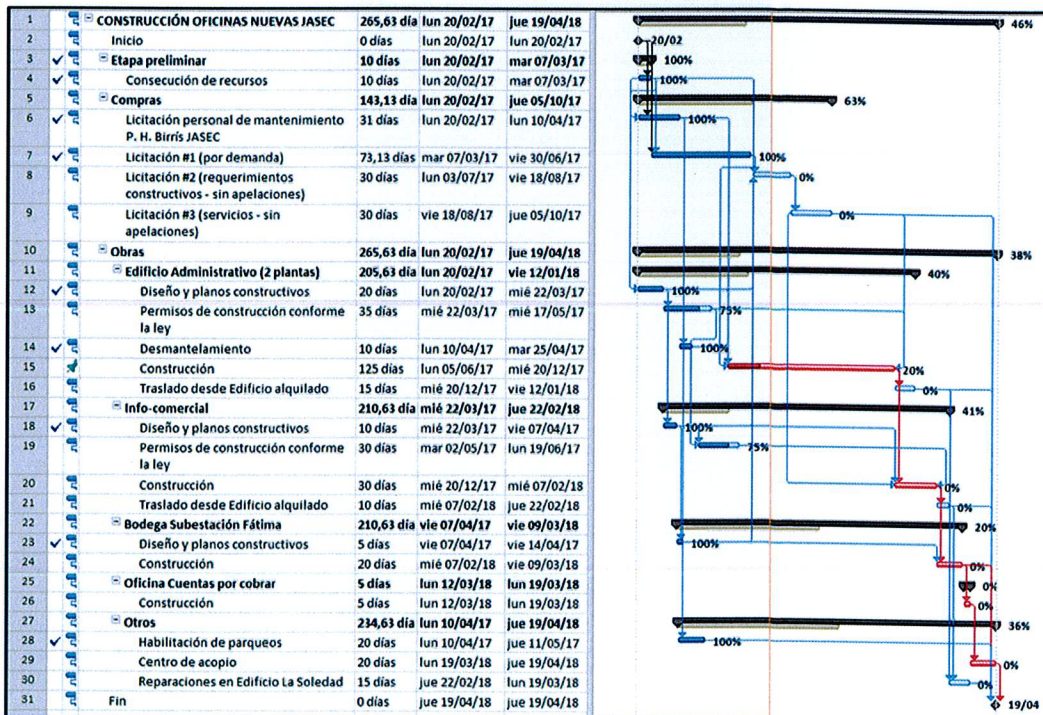 1 CONSTRUCCIÓN OFICINAS NUEVAS JASEC 265,63 día lun 20/02/17 jue 19/04/18 46%
2 Inicio 0 días lun 20/02/17 lun 20/02/17 20/02
3 Etapa preliminar 10 días lun 20/02/17 mar 07/03/17 100%
4 Consecución de recursos 10 días lun 20/02/17 mar 07/03/17 100%
5 Compras 143,13 día lun 20/02/17 jue 05/10/17 63%
6 Licitación personal de mantenimiento 31 días lun 20/02/17 lun 10/04/17 100%
P. H. Birrís JASEC
7 Licitación #1 (por demanda) 73,13 días mar 07/03/17 vie 30/06/17 100%
8 Licitación #2 (requerimientos 30 días lun 03/07/17 vie 18/08/17 0%
constructivos - sin apelaciones)
9 Licitación #3 (servicios - sin 30 días vie 18/08/17 jue 05/10/17 0%
apelaciones)
10 Obras 265,63 día lun 20/02/17 jue 19/04/18 38%
11 Edificio Administrativo (2 plantas) 205,63 día lun 20/02/17 vie 12/01/18 40%
12 Diseño y planos constructivos 20 días lun 20/02/17 mié 22/03/17 100%
13 Permisos de construcción conforme 35 días mié 22/03/17 mié 17/05/17 75%
la ley
14 Desmantelamiento 10 días lun 10/04/17 mar 25/04/17 100%
15 Construcción 125 días lun 05/06/17 mié 20/12/17 20%
16 Traslado desde Edificio alquilado 15 días mié 20/12/17 vie 12/01/18 0%
17 Info-comercial 210,63 día mié 22/03/17 jue 22/02/18 41%
18 Diseño y planos constructivos 10 días mié 22/03/17 vie 07/04/17 100%
19 Permisos de construcción conforme 30 días mar 02/05/17 lun 19/06/17 75%
la ley
20 Construcción 30 días mié 20/12/17 mié 07/02/18 0%
21 Traslado desde Edificio alquilado 10 días mié 07/02/18 jue 22/02/18 0%
22 Bodega Subestación Fátima 210,63 día vie 07/04/17 vie 09/03/18 20%
23 Diseño y planos constructivos 5 días vie 07/04/17 vie 14/04/17 100%
24 Construcción 20 días mié 07/02/18 vie 09/03/18 0%
25 Oficina Cuentas por cobrar 5 días lun 12/03/18 lun 19/03/18 0%
26 Construcción 5 días lun 12/03/18 lun 19/03/18 0%
27 Otros 234,63 día lun 10/04/17 jue 19/04/18 36%
28 Habilitación de parqueos 20 días lun 10/04/17 jue 11/05/17 100%
29 Centro de acopio 20 días lun 19/03/18 jue 19/04/18 0%
30 Reparaciones en Edificio La Soledad 15 días jue 22/02/18 lun 19/03/18 0%
31 Fin 0 días jue 19/04/18 jue 19/04/18 19/04